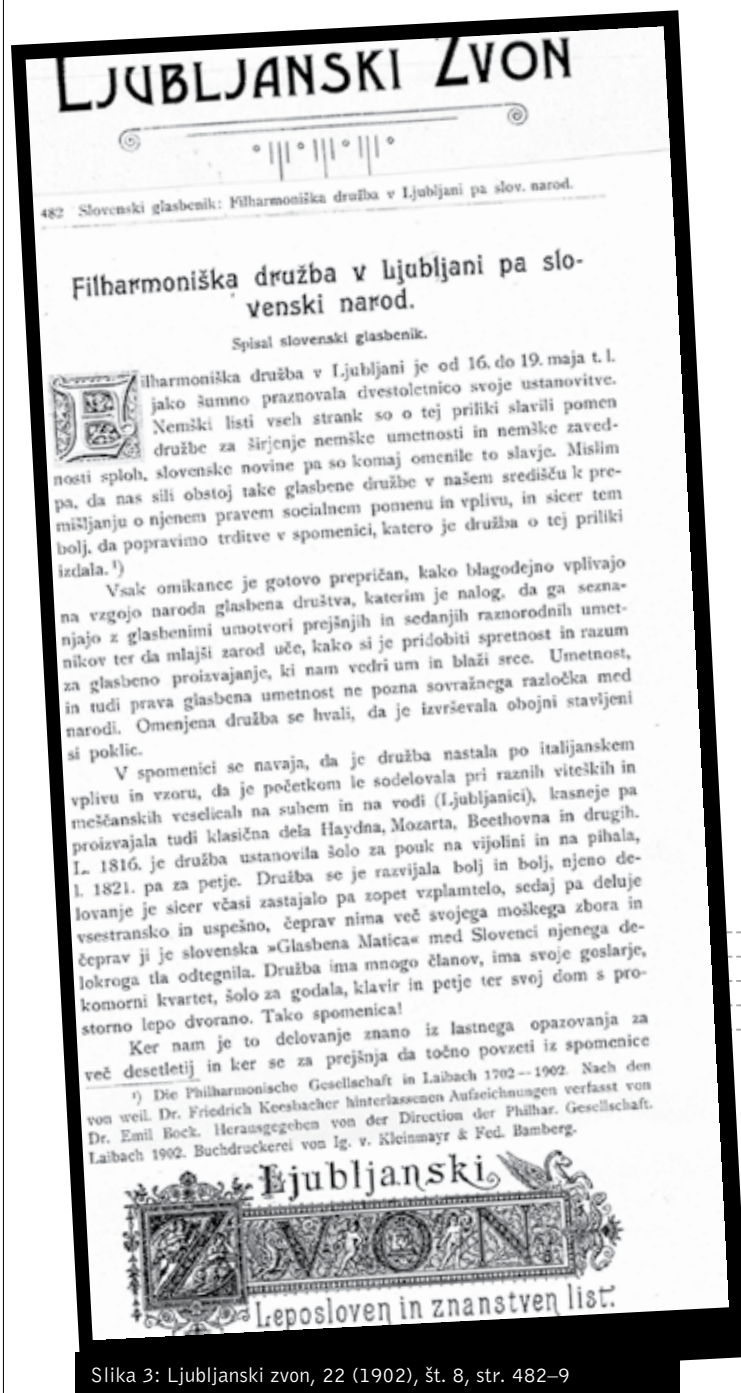 LJUBLJANSKI ZVON
482 Slovenski glasbenik: Filharmoniška družba v Ljubljani pa slov. narod.
Filharmoniška družba v Ljubljani pa slo-
venski narod.
Spisal slovenski glasbenik.
Filharmoniška družba v Ljubljani je od 16. do 19. maja t. l.
jako šumno praznovala dvestoletnico svoje ustanovitve.
Nemški listi vseh strank so o tej priliki slavili pomen
družbe za širjenje nemške umetnosti in nemške zaved-
nosti sploh, slovenske novine pa so komaj omenile to slavje. Mislim
pa, da nas sili obstoj take glasbene družbe v našem središču k pre-
mišljanju o njenem pravem socialnem pomenu in vplivu, in sicer tem
bolj, da popravimo trditve v spomenici, katero je družba o tej priliki
izdala. ¹)
Vsak omikanec je gotovo prepričan, kako blagodejno vplivajo
na vzgojo naroda glasbena društva, katerim je nalog, da ga sezna-
njajo z glasbenimi umotvori prejšnjih in sedanjih raznorodnih umet-
nikov ter da mlajši zarod uče, kako si je pridobiti spretnost in razum
za glasbeno proizvajanje, ki nam vedri um in blaži srce. Umetnost,
in tudi prava glasbena umetnost ne pozna sovražnega razločka med
narodi. Omenjena družba se hvali, da je izvrševala obojni stavljeni
si poklic.
V spomenici se navaja, da je družba nastala po italijanskem
vplivu in vzoru, da je početkom le sodelovala pri raznih viteških in
meščanskih veselicah na suhem in na vodi (Ljubljanici), kasneje pa
proizvajala tudi klasična dela Haydna, Mozarta, Beethovna in drugih.
L. 1816. je družba ustanovila šolo za pouk na vijolini in na pihala,
l. 1821. pa za petje. Družba se je razvijala bolj in bolj, njeno de-
lovanje je sicer včasi zastajalo pa zopet vzplamtelo, sedaj pa deluje
vsestransko in uspešno, čeprav nima več svojega moškega zbora in
čeprav ji je slovenska »Glasbena Matica« med Slovenci njenega de-
lokroga tla odtegnila. Družba ima mnogo članov, ima svoje goslarje,
komorni kvartet, šolo za godala, klavir in petje ter svoj dom s pro-
storno lepo dvorano. Tako spomenica!
Ker nam je to delovanje znano iz lastnega opazovanja za
več desetletij in ker se za prejšnja da točno povzeti iz spomenice
¹) Die Philharmonische Gesellschaft in Laibach 1702—1902. Nach den
von weil. Dr. Friedrich Keesbacher hinterlassenen Aufzeichnungen verfasst von
Dr. Emil Bock. Herausgegeben von der Direction der Philhar. Gesellschaft.
Laibach 1902. Buchdruckerei von Ig. v. Kleinmayr & Fed. Bamberg.
Ljubljanski
ZVON
Leposloven in znanstven list.
Slika 3: Ljubljanski zvon, 22 (1902), št. 8, str. 482–9